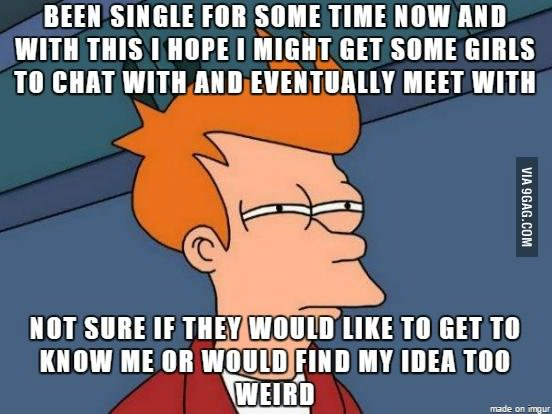 BEEN SINGLE FOR SOME TIME NOW AND
WITH THIS I HOPE I MIGHT GET SOME GIRLS
TO CHAT WITH AND EVENTUALLY MEET WITH
VIA 9GAG.COM
NOT SURE IF THEY WOULD LIKE TO GET TO
KNOW ME OR WOULD FIND MY IDEA TOO
WEIRD
made on imgur